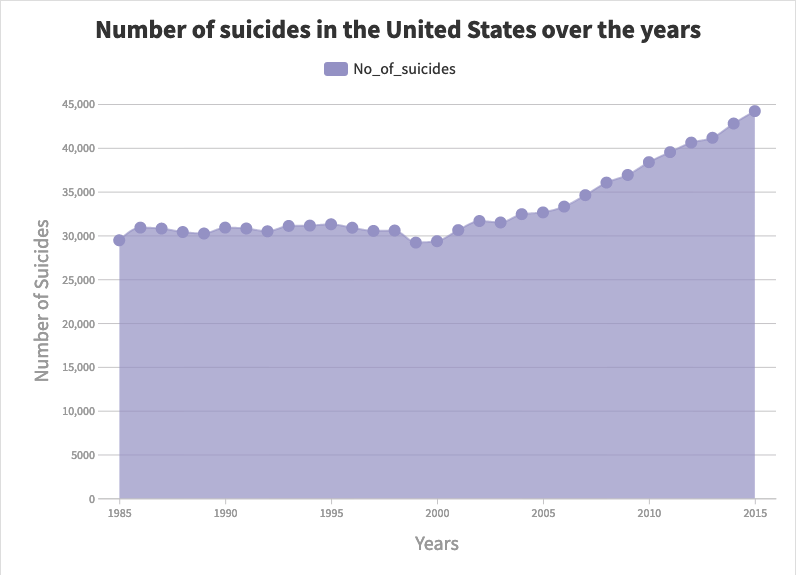 Number of suicides in the United States over the years
No_of_suicides
45,000
40,000
35,000
30,000
25,000
20,000
15,000
10,000
5000
0
Number of Suicides
1985 1990 1995 2000 2005 2010 2015
Years